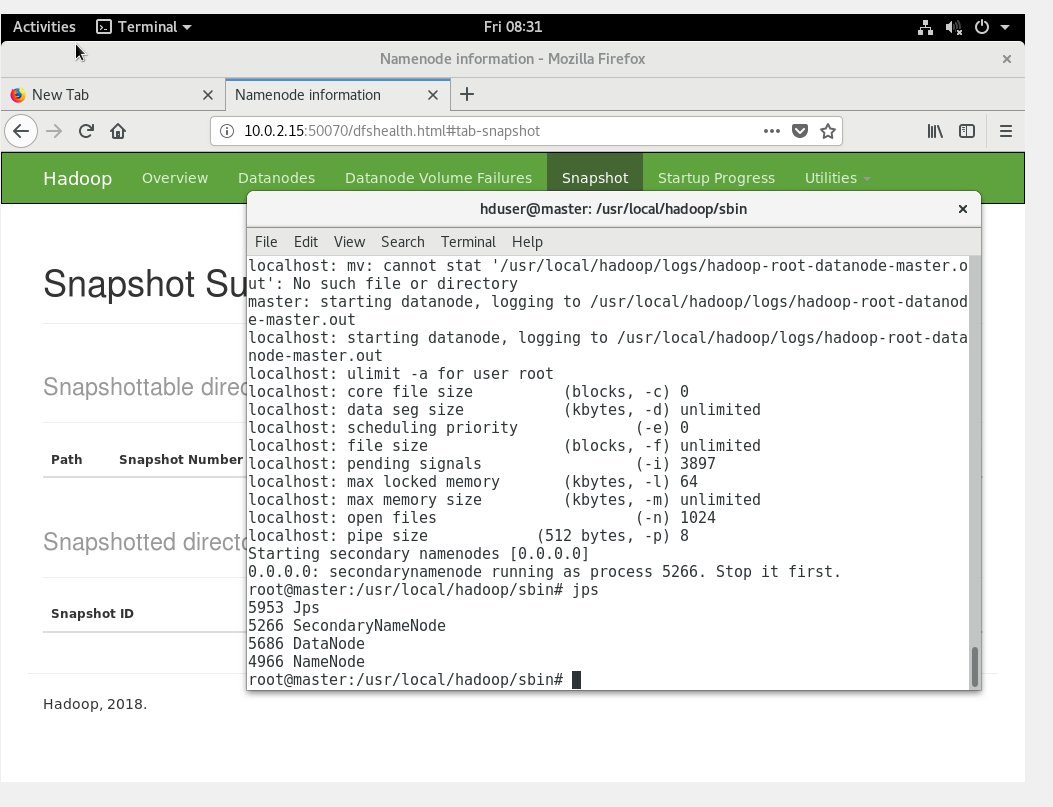 Activities Terminal Fri 08:31
Namenode information - Mozilla Firefox
New Tab Namenode information
10.0.2.15:50070/dfshealth.html#tab-snapshot
Hadoop Overview Datanodes Datanode Volume Failures Snapshot Startup Progress Utilities
hduser@master: /usr/local/hadoop/sbin
File Edit View Search Terminal Help
localhost: mv: cannot stat '/usr/local/hadoop/logs/hadoop-root-datanode-master.o
ut': No such file or directory
master: starting datanode, logging to /usr/local/hadoop/logs/hadoop-root-datanod
e-master.out
localhost: starting datanode, logging to /usr/local/hadoop/logs/hadoop-root-data
node-master.out
localhost: ulimit -a for user root
localhost: core file size          (blocks, -c) 0
localhost: data seg size           (kbytes, -d) unlimited
localhost: scheduling priority             (-e) 0
localhost: file size               (blocks, -f) unlimited
localhost: pending signals                 (-i) 3897
localhost: max locked memory       (kbytes, -l) 64
localhost: max memory size         (kbytes, -m) unlimited
localhost: open files                      (-n) 1024
localhost: pipe size            (512 bytes, -p) 8
Starting secondary namenodes [0.0.0.0]
0.0.0.0: secondarynamenode running as process 5266. Stop it first.
root@master:/usr/local/hadoop/sbin# jps
5953 Jps
5266 SecondaryNameNode
5686 DataNode
4966 NameNode
root@master:/usr/local/hadoop/sbin#
Snapshot Su
Snapshottable direc
Path Snapshot Number
Snapshotted directo
Snapshot ID
Hadoop, 2018.